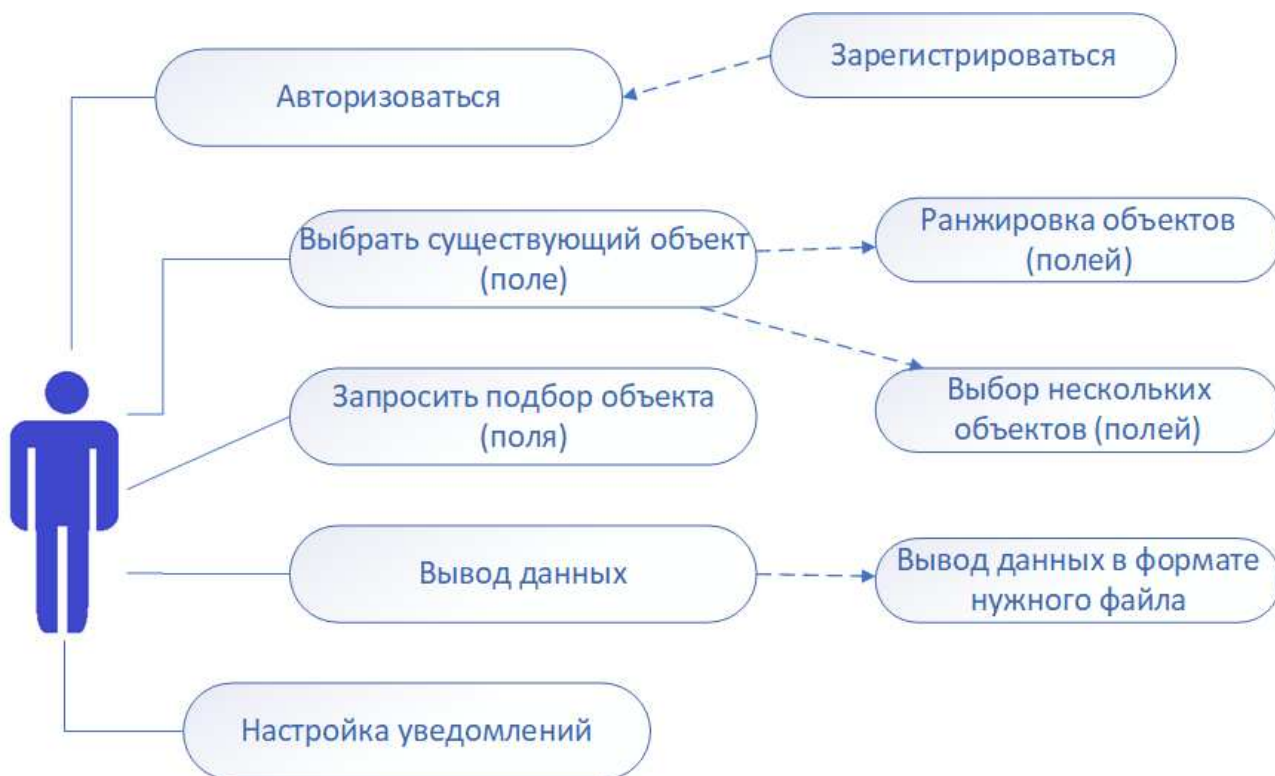 Зарегистрироваться
Авторизоваться
Выбрать существующий объект
(поле)
Ранжировка объектов
(полей)
Запросить подбор объекта
(поля)
Выбор нескольких
объектов (полей)
Вывод данных
Вывод данных в формате
нужного файла
Настройка уведомлений